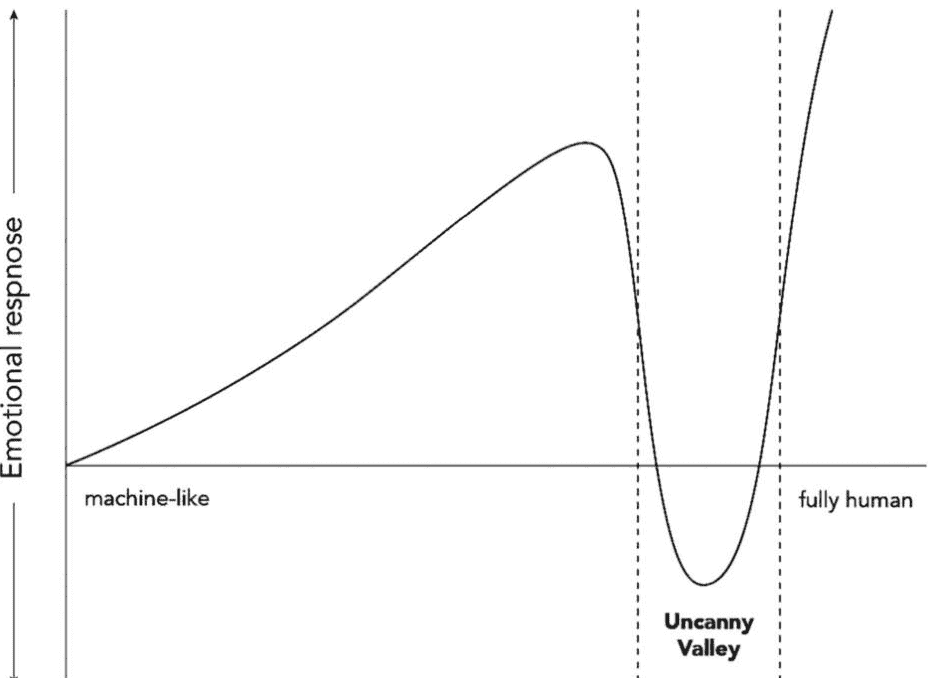 Emotional respnose
machine-like
fully human
Uncanny
Valley